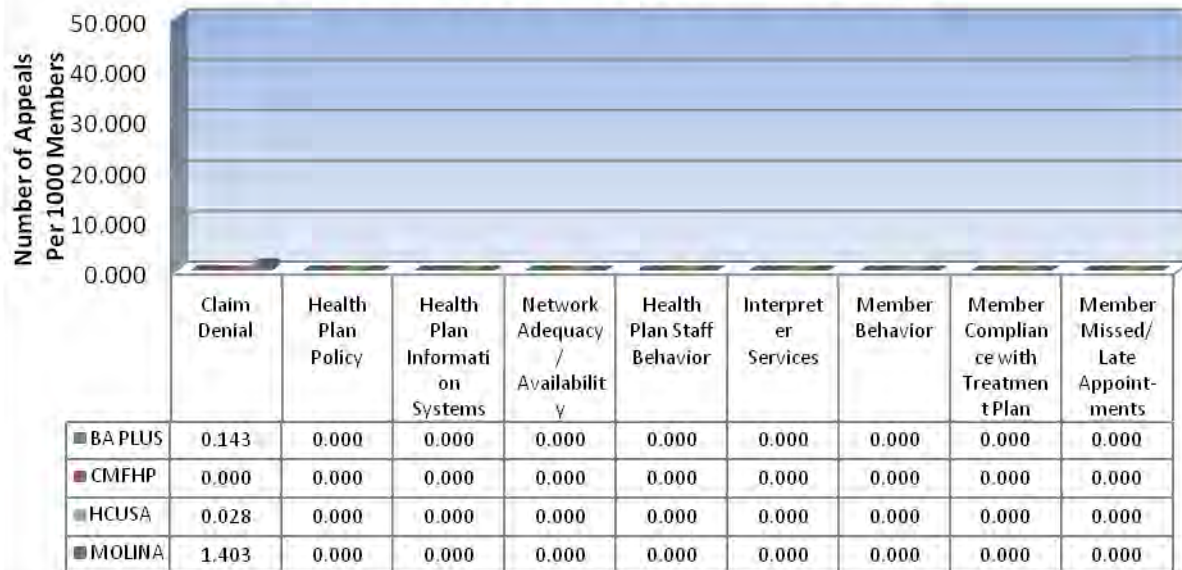 Number of Appeals
Per 1000 Members
50.000
40.000
30.000
20.000
10.000
0.000
Claim
Denial
Health
Plan
Policy
Health
Plan
Informati
on
Systems
Network
Adequacy
/
Availabilit
y
Health
Plan Staff
Behavior
Interpret
er
Services
Member
Behavior
Member
Complian
ce with
Treatmen
t Plan
Member
Missed/
Late
Appoint-
ments
BA PLUS 0.143 0.000 0.000 0.000 0.000 0.000 0.000 0.000 0.000
CMFHP 0.000 0.000 0.000 0.000 0.000 0.000 0.000 0.000 0.000
HCUSA 0.028 0.000 0.000 0.000 0.000 0.000 0.000 0.000 0.000
MOLINA 1.403 0.000 0.000 0.000 0.000 0.000 0.000 0.000 0.000